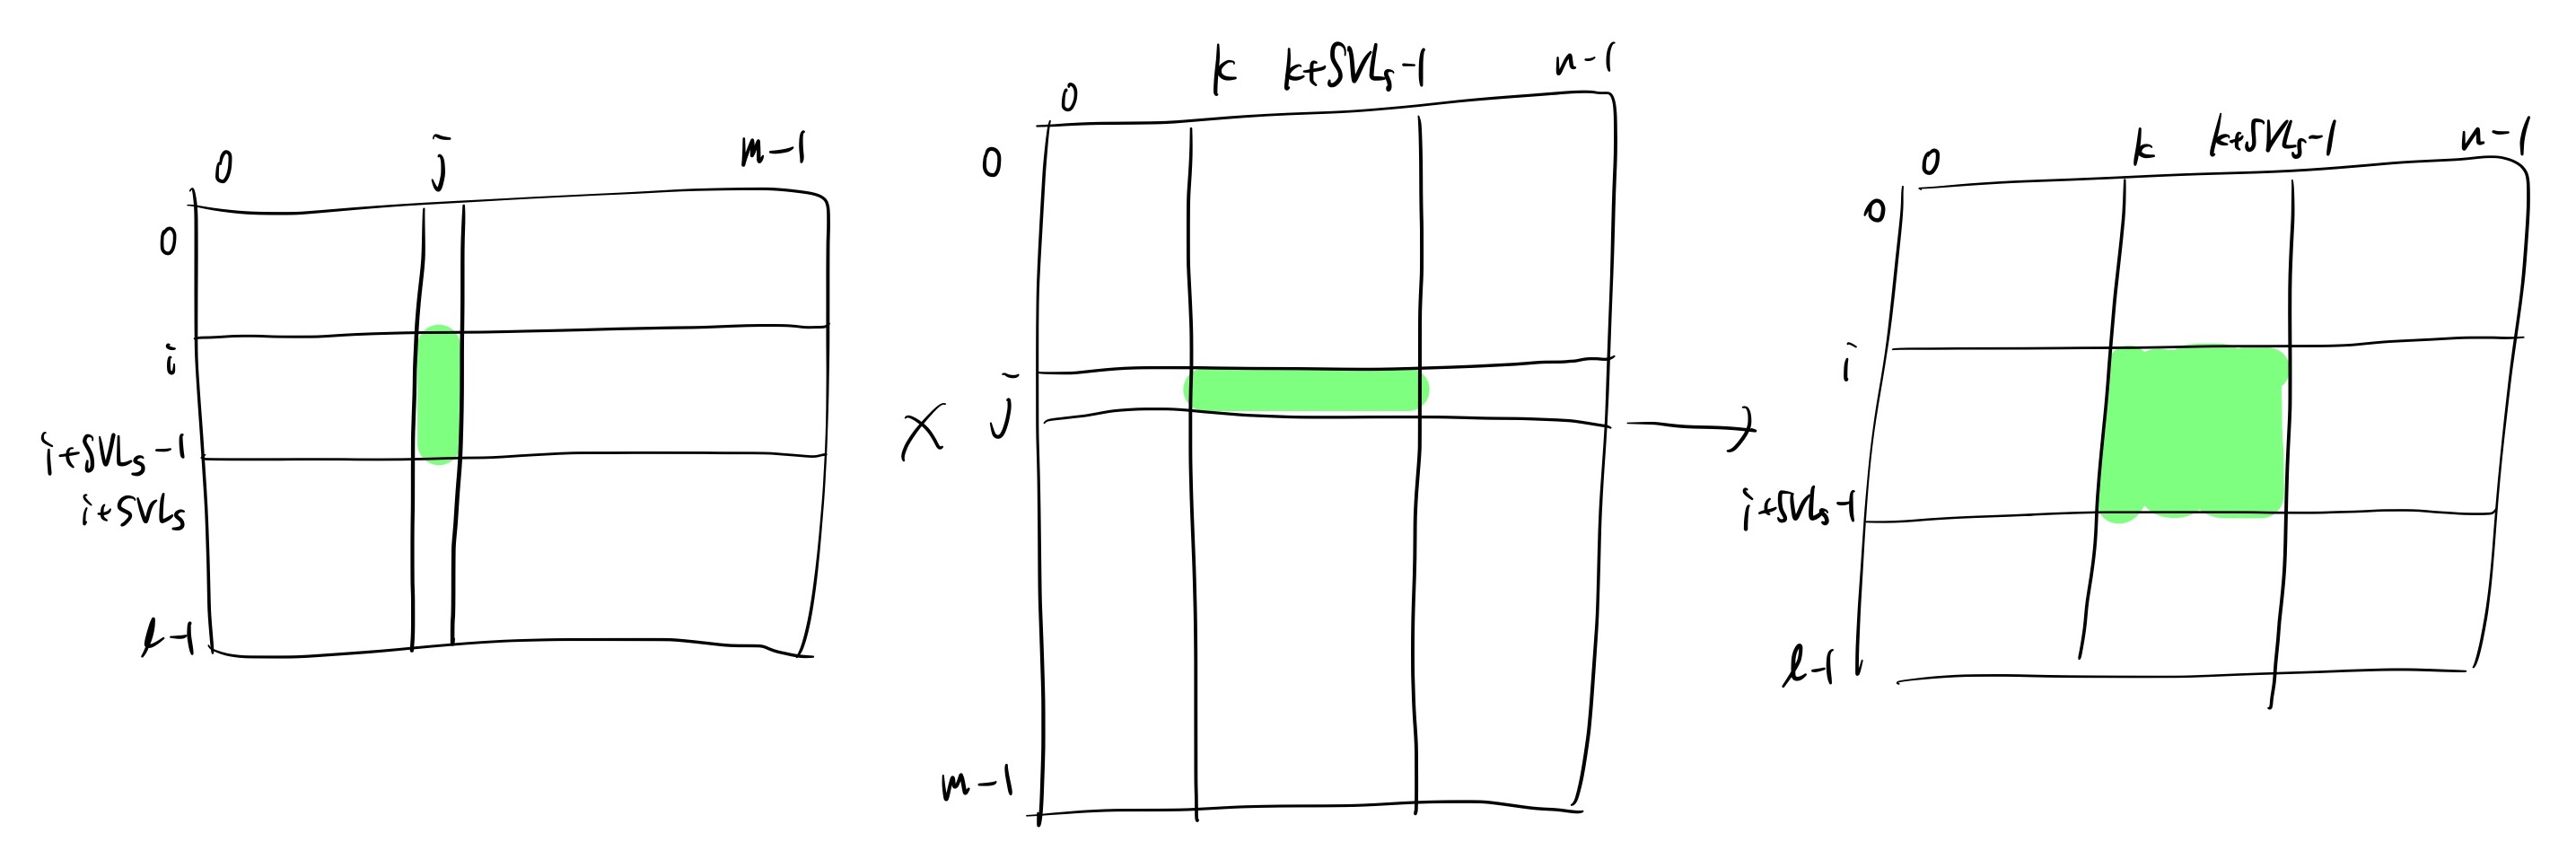 0 j m-1
0
i
i+SVLs-1
i+SVLs
l-1
×
0 k k+SVLs-1 n-1
0
j
m-1
→
0 k k+SVLs-1 n-1
0
i
i+SVLs-1
l-1